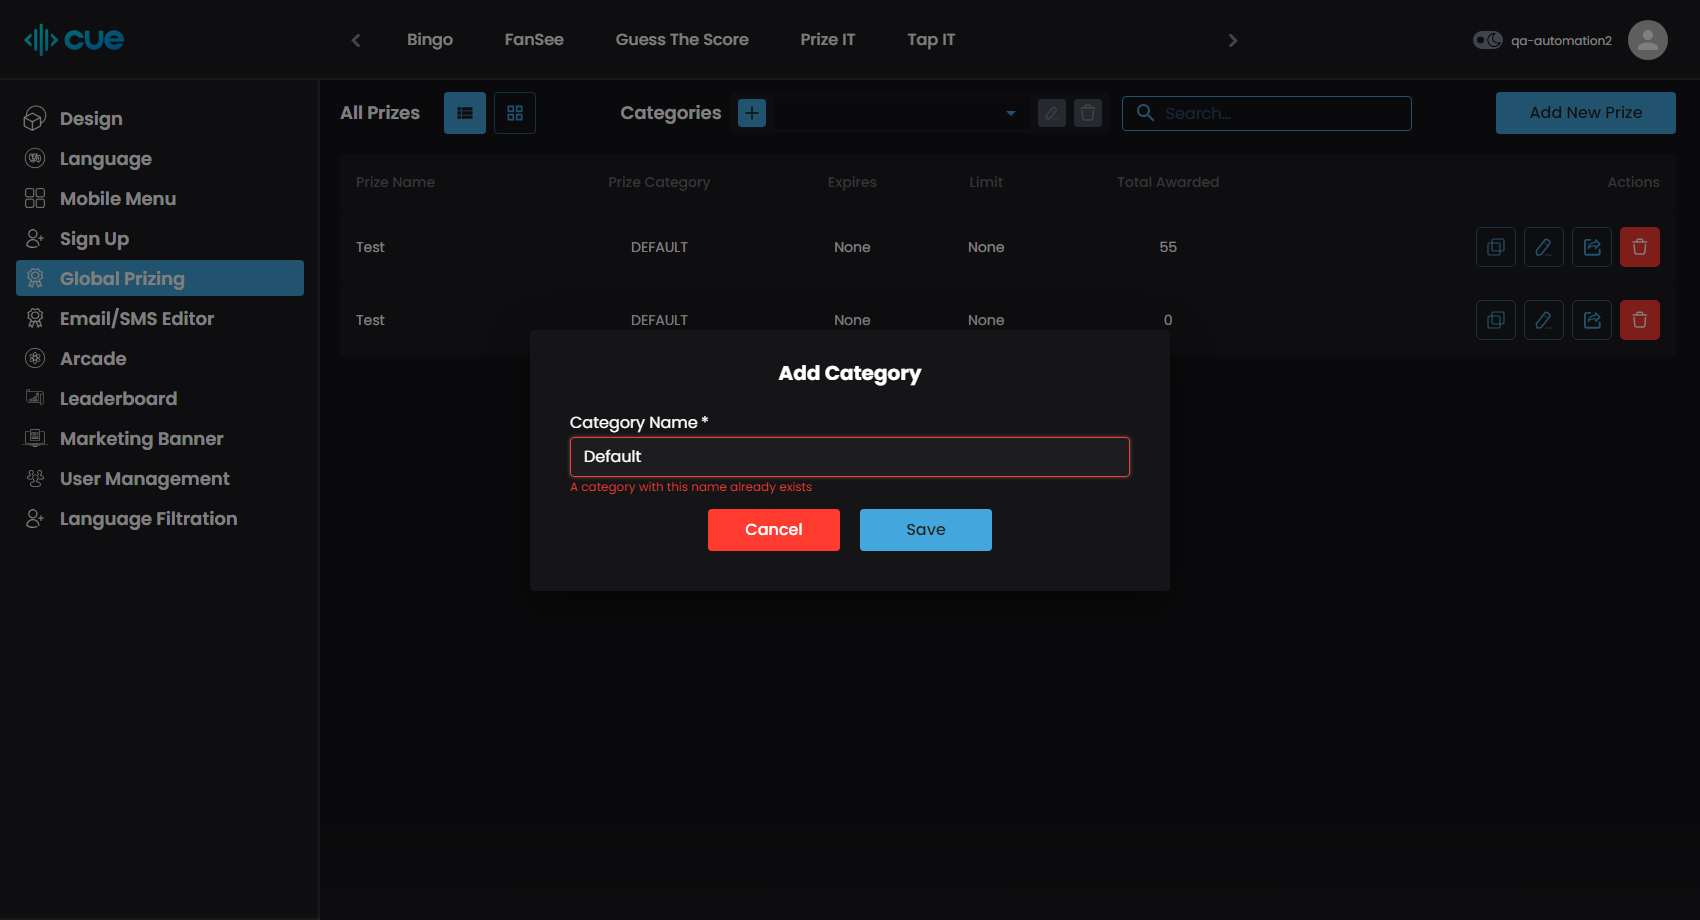 cue
Bingo FanSee Guess The Score Prize IT Tap IT
qa-automation2
Design
Language
Mobile Menu
Sign Up
Global Prizing
Email/SMS Editor
Arcade
Leaderboard
Marketing Banner
User Management
Language Filtration
All Prizes Categories Search... Add New Prize
Prize Name Prize Category Expires Limit Total Awarded Actions
Test DEFAULT None None 55
Test DEFAULT None None 0
Add Category
Category Name *
Default
A category with this name already exists
Cancel Save